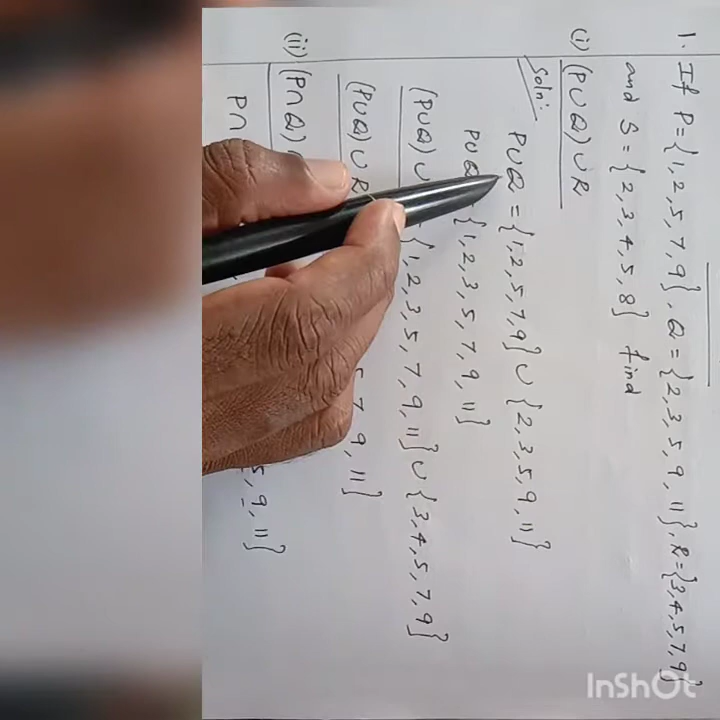 1. If P={1,2,5,7,9}, Q={2,3,5,9,11}, R={3,4,5,7,9}
and S={2,3,4,5,8} find
(i) (P∪Q)∪R
Soln:
P∪Q = {1,2,5,7,9} ∪ {2,3,5,9,11}
P∪Q {1,2,3,5,7,9,11}
(P∪Q)∪ {1,2,3,5,7,9,11} ∪ {3,4,5,7,9}
(P∪Q)∪R 5,7,9,11}
(ii) (P∩Q)
P∩ 5,9,11}
InShOt